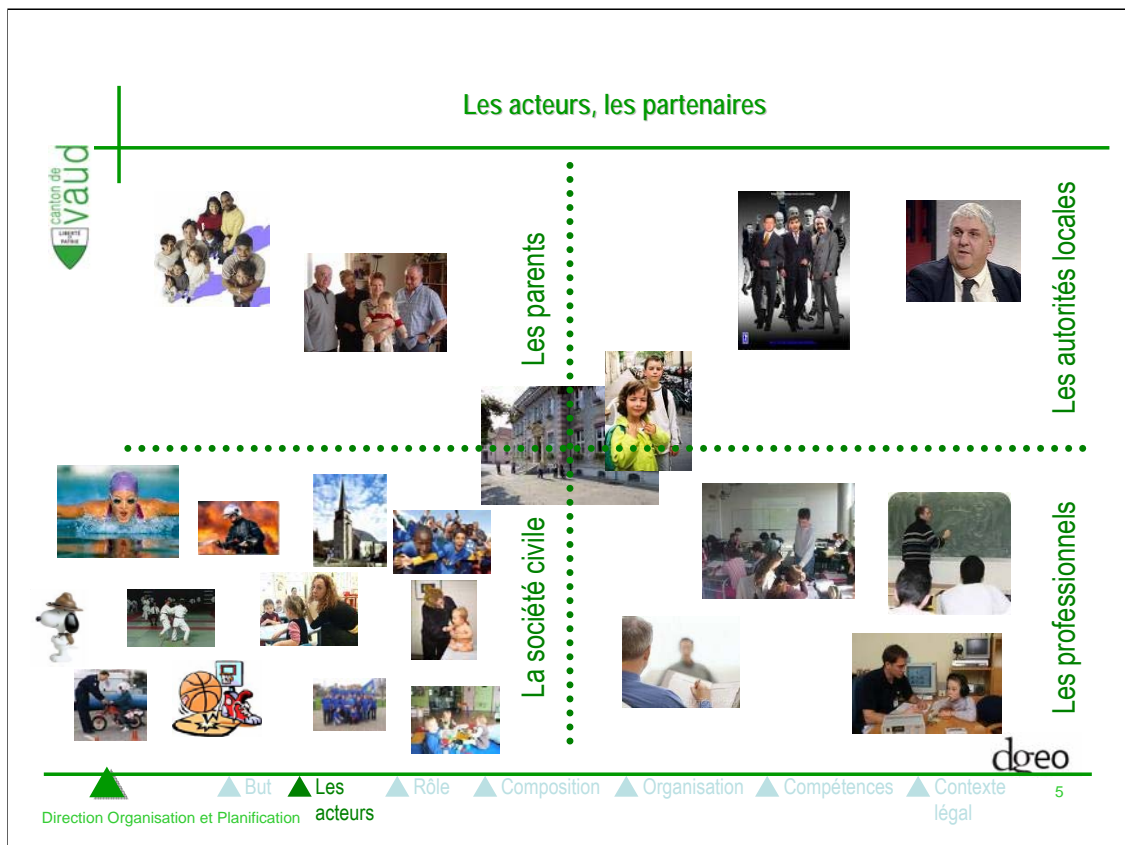 Les acteurs, les partenaires
canton de
vaud
LIBERTÉ
ET
PATRIE
Les parents
Les autorités locales
La société civile
Les professionnels
dgeo
But
Les
acteurs
Rôle
Composition
Organisation
Compétences
Contexte
légal
5
Direction Organisation et Planification